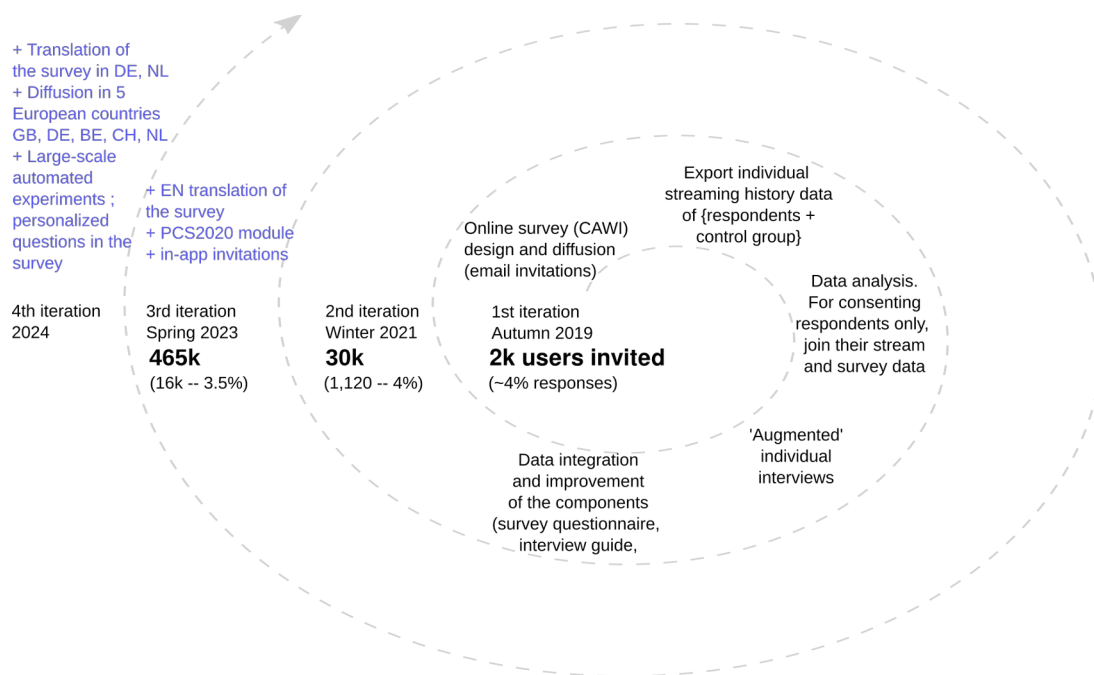 + Translation of
the survey in DE, NL
+ Diffusion in 5
European countries
GB, DE, BE, CH, NL
+ Large-scale
automated
experiments ;
personalized
questions in the
survey
4th iteration
2024
+ EN translation of
the survey
+ PCS2020 module
+ in-app invitations
3rd iteration
Spring 2023
465k
(16k -- 3.5%)
2nd iteration
Winter 2021
30k
(1,120 -- 4%)
Online survey (CAWI)
design and diffusion
(email invitations)
1st iteration
Autumn 2019
2k users invited
(~4% responses)
Export individual
streaming history data
of {respondents +
control group}
Data analysis.
For consenting
respondents only,
join their stream
and survey data
'Augmented'
individual
interviews
Data integration
and improvement
of the components
(survey questionnaire,
interview guide,